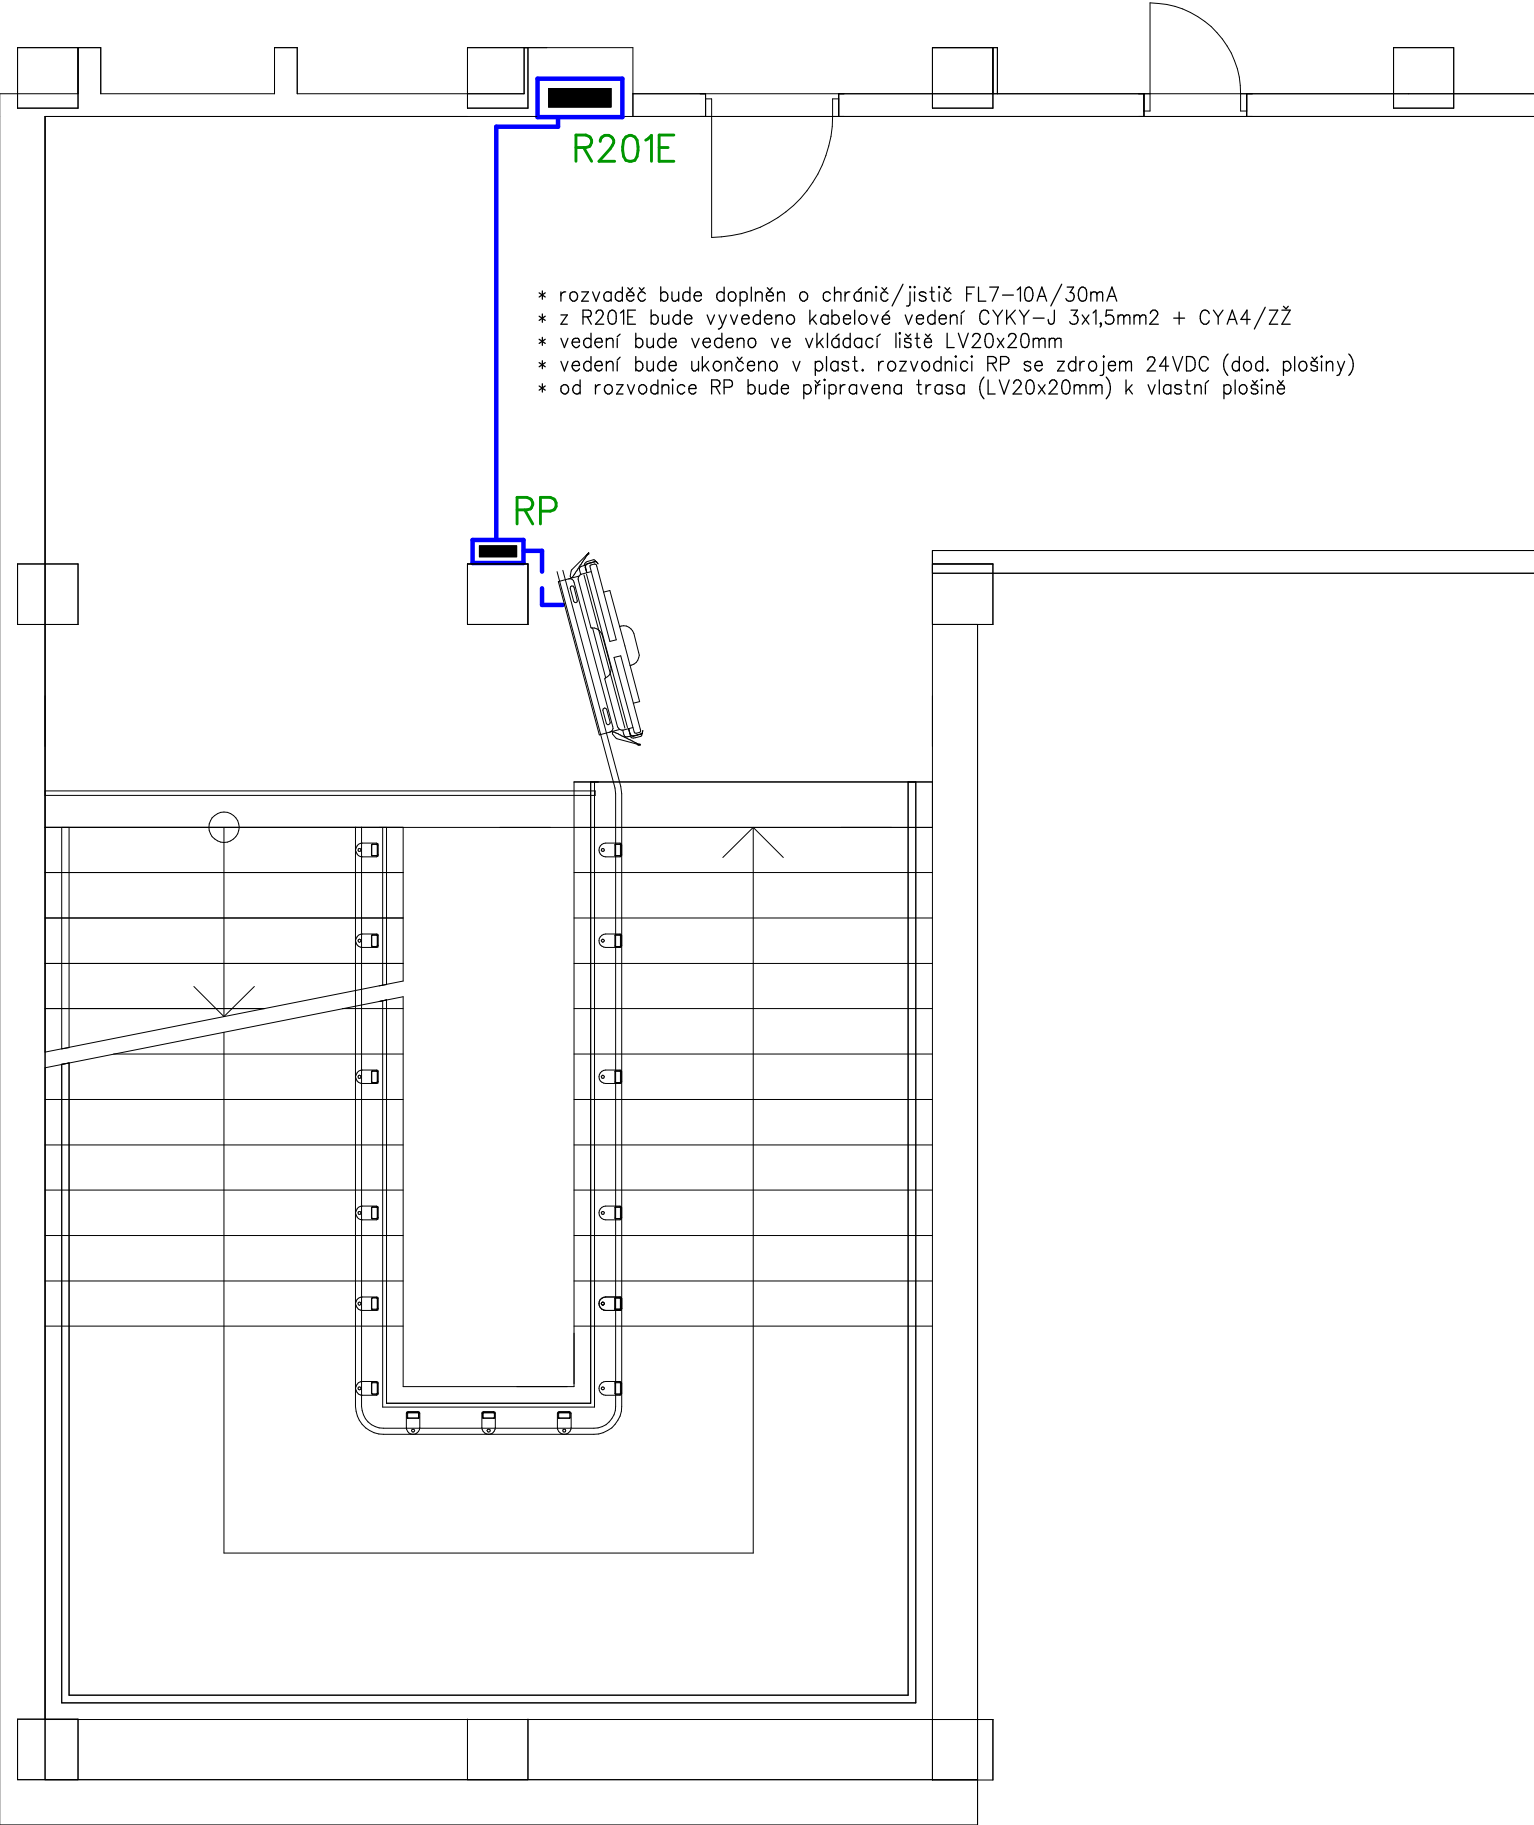 R201E
* rozvaděč bude doplněn o chránič/jistič FL7-10A/30mA
* z R201E bude vyvedeno kabelové vedení CYKY-J 3x1,5mm2 + CYA4/ZŽ
* vedení bude vedeno ve vkládací liště LV20x20mm
* vedení bude ukončeno v plast. rozvodnici RP se zdrojem 24VDC (dod. plošiny)
* od rozvodnice RP bude připravena trasa (LV20x20mm) k vlastní plošině
RP